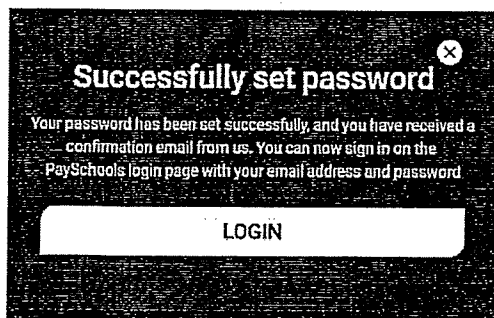 Successfully set password
Your password has been set successfully, and you have received a
confirmation email from us. You can now sign in on the
PaySchools login page with your email address and password
LOGIN